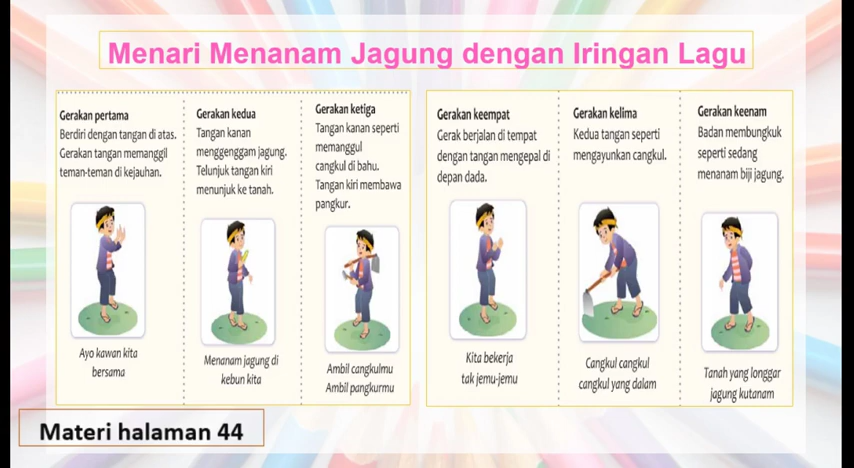 Menari Menanam Jagung dengan Iringan Lagu
Gerakan pertama
Berdiri dengan tangan di atas.
Gerakan tangan memanggil
teman-teman di kejauhan.
Ayo kawan kita
bersama
Gerakan kedua
Tangan kanan
menggenggam jagung.
Telunjuk tangan kiri
menunjuk ke tanah.
Menanam jagung di
kebun kita
Gerakan ketiga
Tangan kanan seperti
memanggul
cangkul di bahu.
Tangan kiri membawa
pangkur.
Ambil cangkulmu
Ambil pangkurmu
Gerakan keempat
Gerak berjalan di tempat
dengan tangan mengepal di
depan dada.
Kita bekerja
tak jemu-jemu
Gerakan kelima
Kedua tangan seperti
mengayunkan cangkul.
Cangkul cangkul
cangkul yang dalam
Gerakan keenam
Badan membungkuk
seperti sedang
menanam biji jagung.
Tanah yang longgar
jagung kutanam
Materi halaman 44